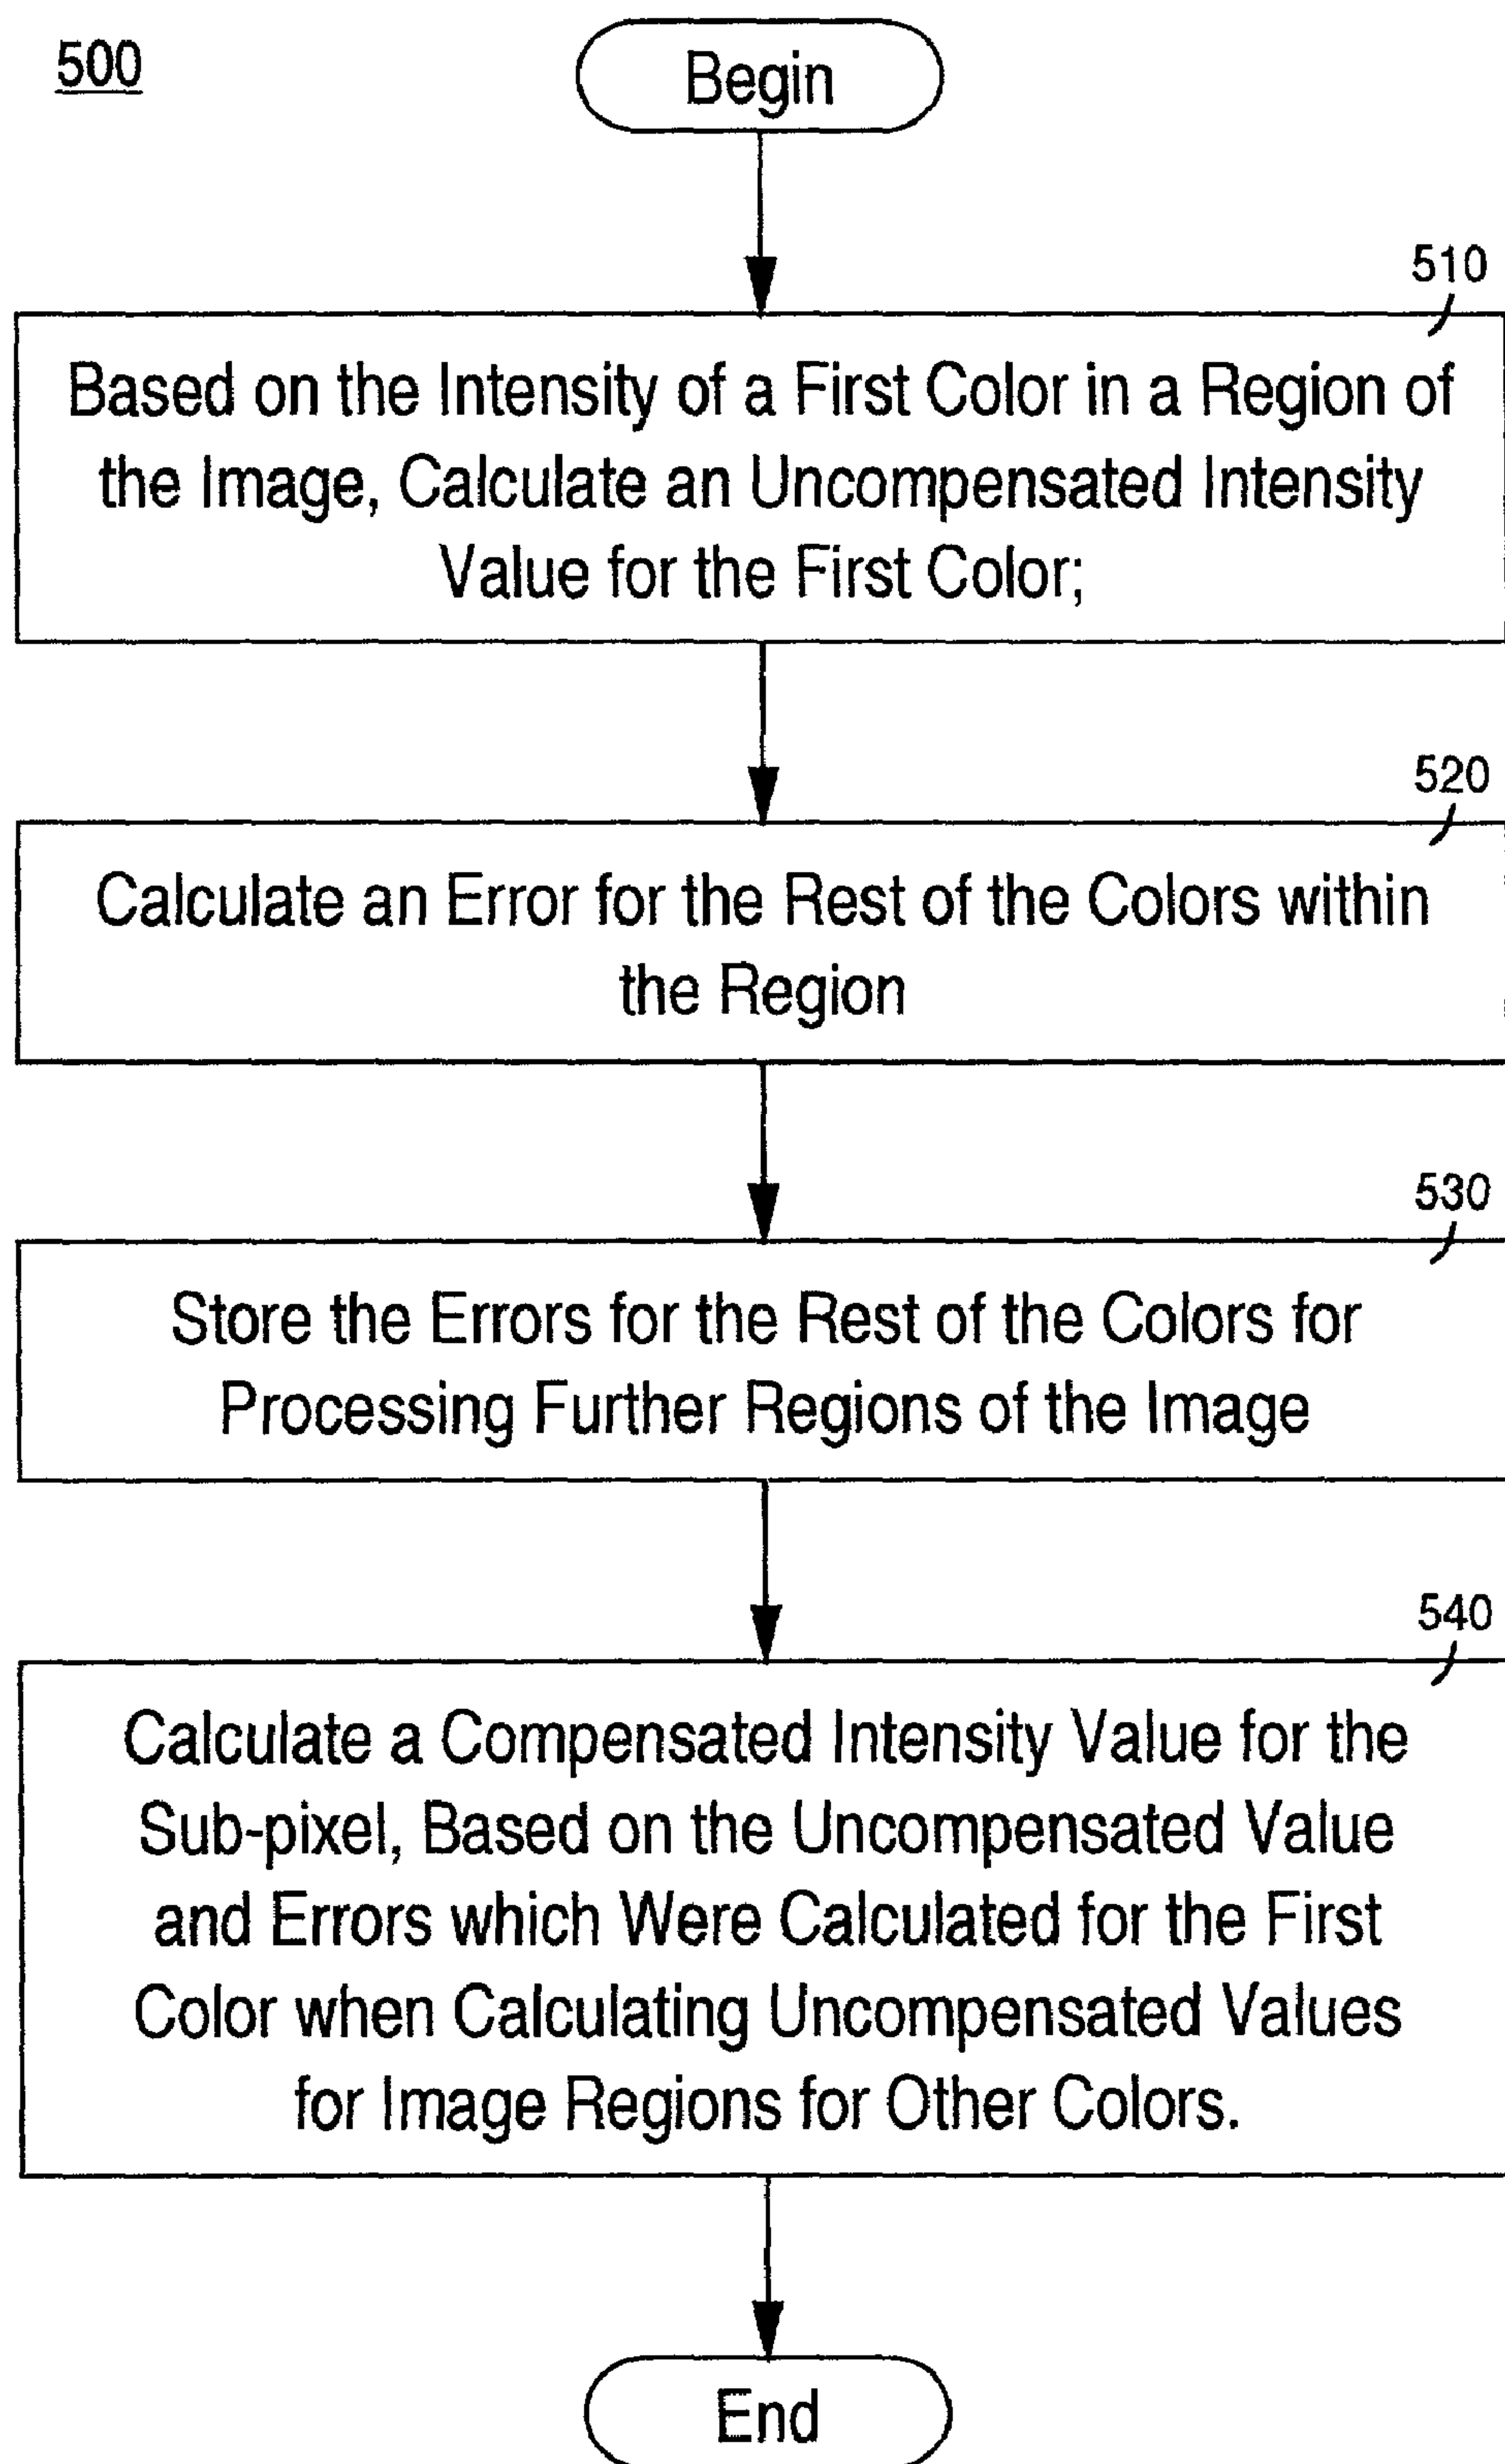 500
Begin
510
Based on the Intensity of a First Color in a Region of
the Image, Calculate an Uncompensated Intensity
Value for the First Color;
520
Calculate an Error for the Rest of the Colors within
the Region
530
Store the Errors for the Rest of the Colors for
Processing Further Regions of the Image
540
Calculate a Compensated Intensity Value for the
Sub-pixel, Based on the Uncompensated Value
and Errors which Were Calculated for the First
Color when Calculating Uncompensated Values
for Image Regions for Other Colors.
End